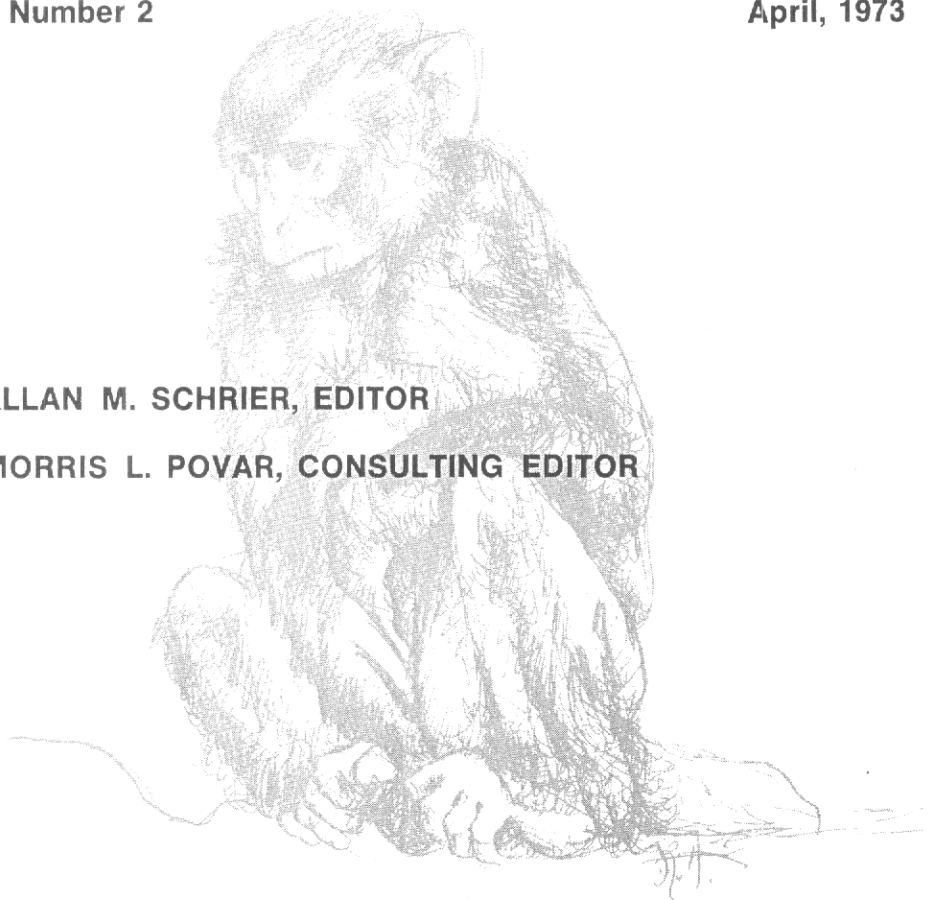 Number 2 April, 1973
LLAN M. SCHRIER, EDITOR
MORRIS L. POVAR, CONSULTING EDITOR